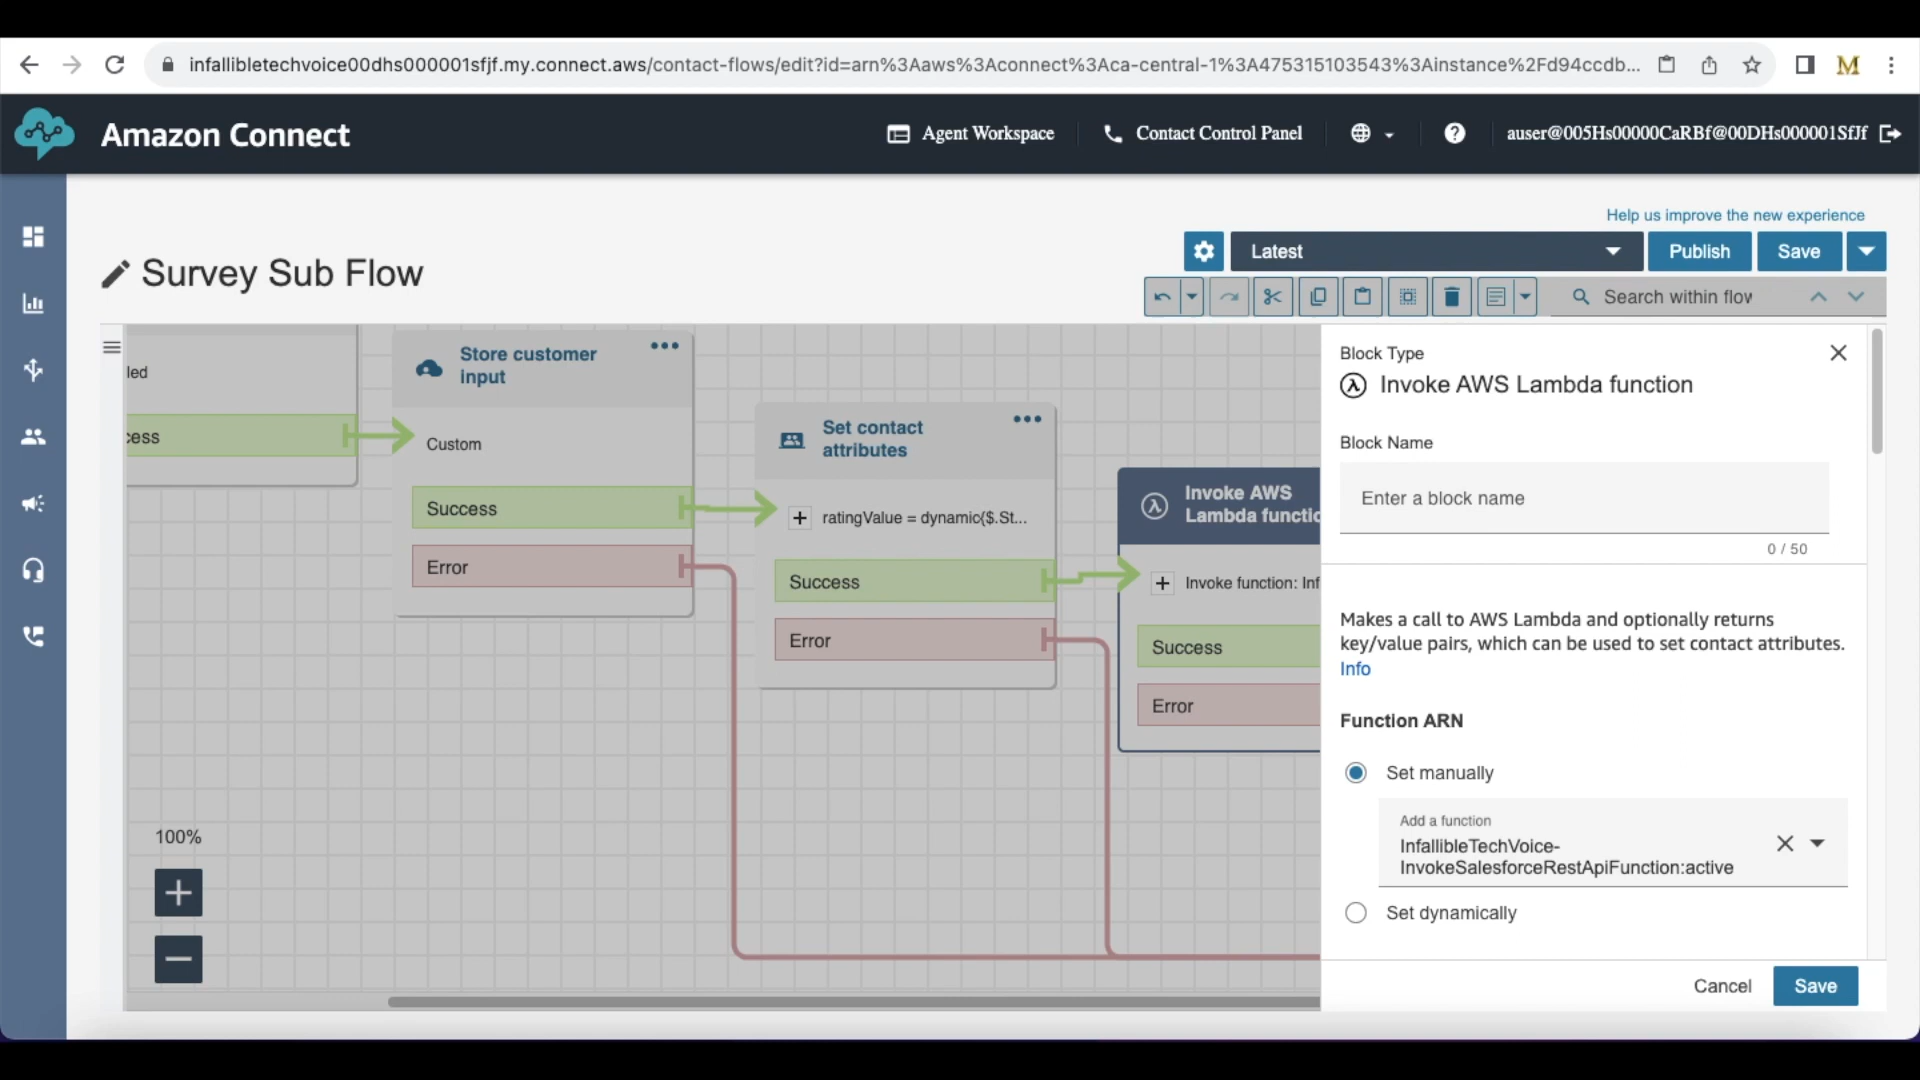 infallibletechvoice00dhs000001sfjf.my.connect.aws/contact-flows/edit?id=arn%3Aaws%3Aconnect%3Aca-central-1%3A475315103543%3Ainstance%2Fd94ccdb...
M
Amazon Connect
Agent Workspace
Contact Control Panel
auser@005Hs00000CaRBf@00DHs000001SfJf
Help us improve the new experience
Survey Sub Flow
Latest
Publish
Save
Search within flow
led
cess
Store customer
input
Custom
Success
Error
Set contact
attributes
ratingValue = dynamic($.St...
Success
Error
Invoke AWS
Lambda functio
Invoke function: Inf
Success
Error
100%
Block Type
Invoke AWS Lambda function
Block Name
Enter a block name
0 / 50
Makes a call to AWS Lambda and optionally returns
key/value pairs, which can be used to set contact attributes.
Info
Function ARN
Set manually
Add a function
InfallibleTechVoice-
InvokeSalesforceRestApiFunction:active
Set dynamically
Cancel
Save